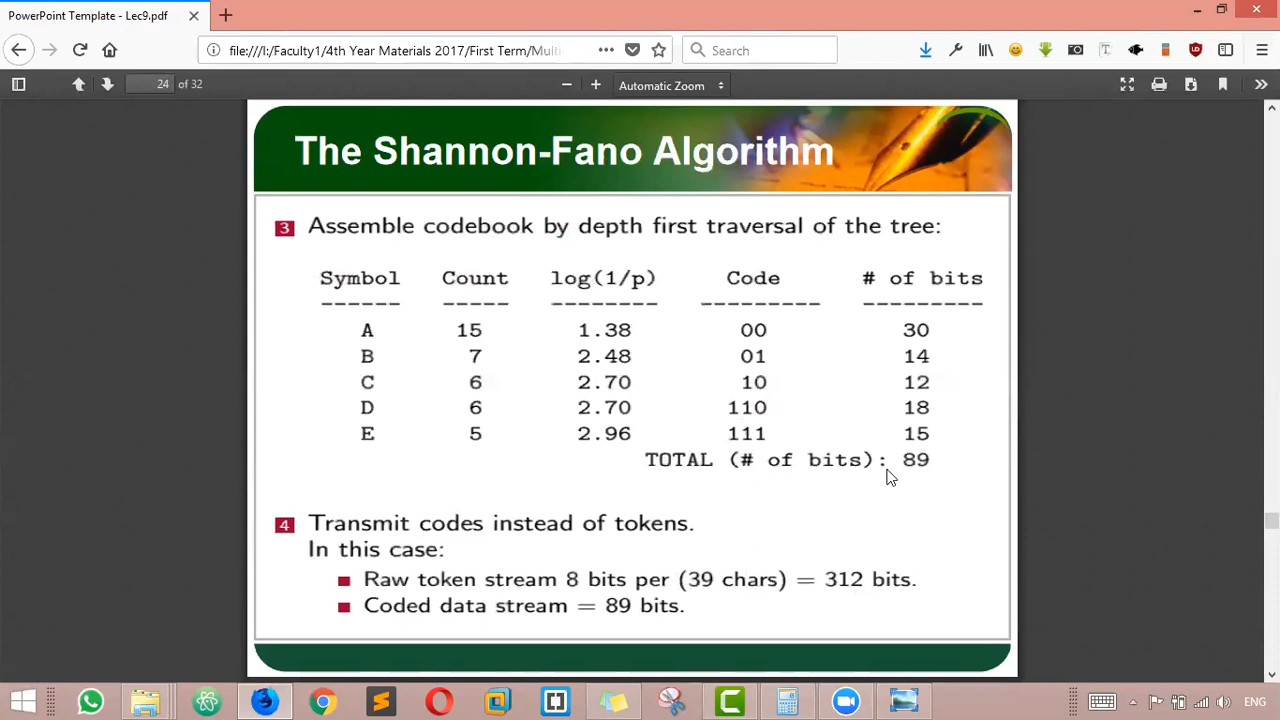 PowerPoint Template - Lec9.pdf
file:///I:/Faculty1/4th Year Materials 2017/First Term/Mult
Search
24 of 32
Automatic Zoom
The Shannon-Fano Algorithm
3 Assemble codebook by depth first traversal of the tree:
Symbol Count log(1/p) Code # of bits
------ ----- -------- --------- ---------
A 15 1.38 00 30
B 7 2.48 01 14
C 6 2.70 10 12
D 6 2.70 110 18
E 5 2.96 111 15
TOTAL (# of bits): 89
4 Transmit codes instead of tokens.
In this case:
Raw token stream 8 bits per (39 chars) = 312 bits.
Coded data stream = 89 bits.
ENG